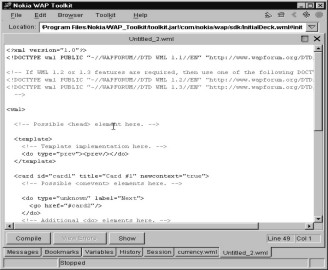 Nokia WAP Toolkit
File Edit Browser Toolkit Help
Location: Program Files/Nokia/WAP_Toolkit/toolkit.jar!/com/nokia/wap/sdk/InitialDeck.wml#init
Untitled_2.wml
<?xml version="1.0"?>
<!DOCTYPE wml PUBLIC "-//WAPFORUM//DTD WML 1.1//EN" "http://www.wapforum.org/DTD
<!-- If WML 1.2 or 1.3 features are required, then use one of the following DOCT
<!DOCTYPE wml PUBLIC "-//WAPFORUM//DTD WML 1.2//EN" "http://www.wapforum.org/DTD
<!DOCTYPE wml PUBLIC "-//WAPFORUM//DTD WML 1.3//EN" "http://www.wapforum.org/DTD
-->
<wml>
<!-- Possible <head> element here. -->
<template>
<!-- Template implementation here. -->
<do type="prev"><prev/></do>
</template>
<card id="card1" title="Card #1" newcontext="true">
<!-- Possible <onevent> elements here. -->
<do type="unknown" label="Next">
<go href="#card2"/>
</do>
<!-- Additional <do> elements here. -->
Compile Show Line 49 Col 1
Messages Bookmarks Variables History Session currency.wml Untitled_2.wml
Stopped